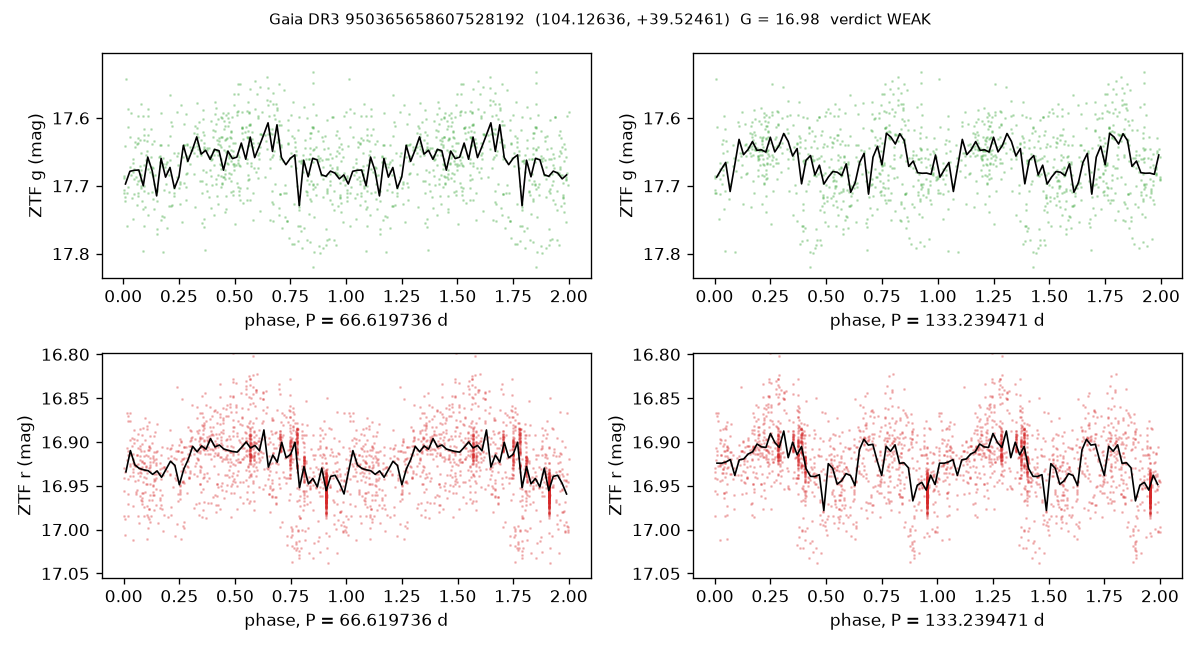 Gaia DR3 950365658607528192 (104.12636, +39.52461) G = 16.98 verdict WEAK
ZTF g (mag)
17.6
17.7
17.8
0.00 0.25 0.50 0.75 1.00 1.25 1.50 1.75 2.00
phase, P = 66.619736 d
ZTF g (mag)
17.6
17.7
17.8
0.00 0.25 0.50 0.75 1.00 1.25 1.50 1.75 2.00
phase, P = 133.239471 d
ZTF r (mag)
16.80
16.85
16.90
16.95
17.00
17.05
0.00 0.25 0.50 0.75 1.00 1.25 1.50 1.75 2.00
phase, P = 66.619736 d
ZTF r (mag)
16.80
16.85
16.90
16.95
17.00
17.05
0.00 0.25 0.50 0.75 1.00 1.25 1.50 1.75 2.00
phase, P = 133.239471 d